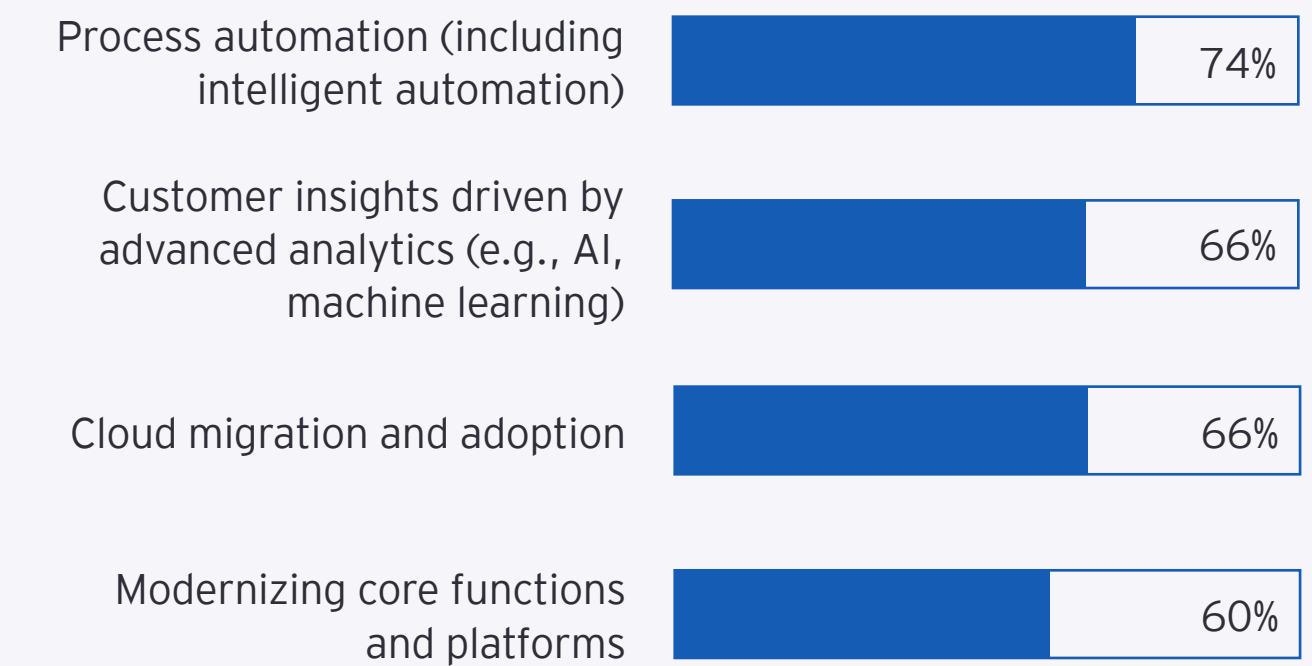 Process automation (including
intelligent automation)
74%
Customer insights driven by
advanced analytics (e.g., AI,
machine learning)
66%
Cloud migration and adoption
66%
Modernizing core functions
and platforms
60%